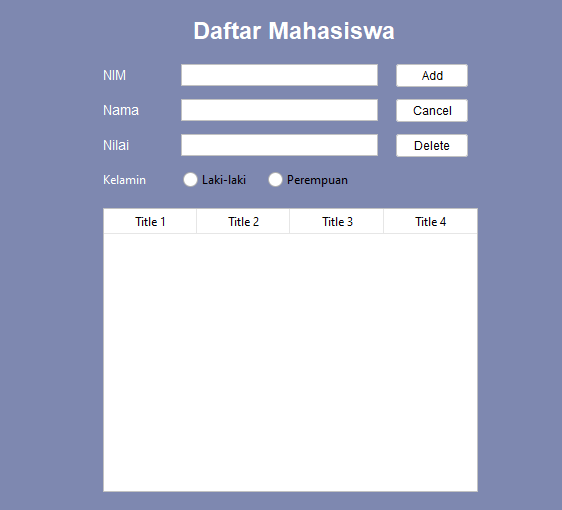 Daftar Mahasiswa
NIM Add
Nama Cancel
Nilai Delete
Kelamin Laki-laki Perempuan
Title 1 Title 2 Title 3 Title 4